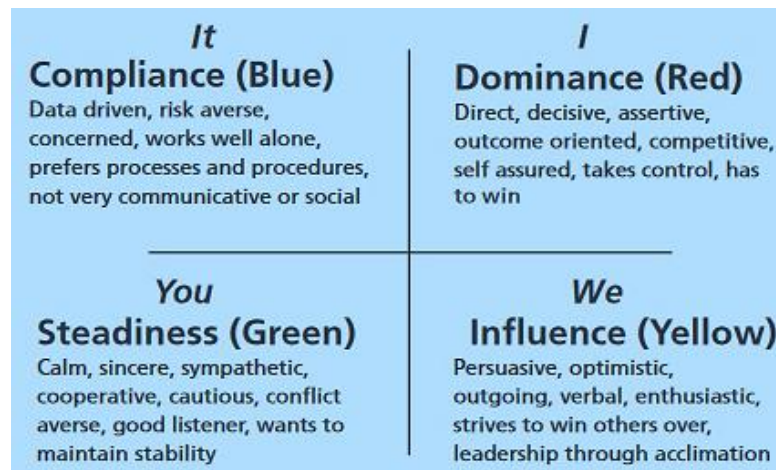 It
Compliance (Blue)
Data driven, risk averse,
concerned, works well alone,
prefers processes and procedures,
not very communicative or social
I
Dominance (Red)
Direct, decisive, assertive,
outcome oriented, competitive,
self assured, takes control, has
to win
You
Steadiness (Green)
Calm, sincere, sympathetic,
cooperative, cautious, conflict
averse, good listener, wants to
maintain stability
We
Influence (Yellow)
Persuasive, optimistic,
outgoing, verbal, enthusiastic,
strives to win others over,
leadership through acclimation